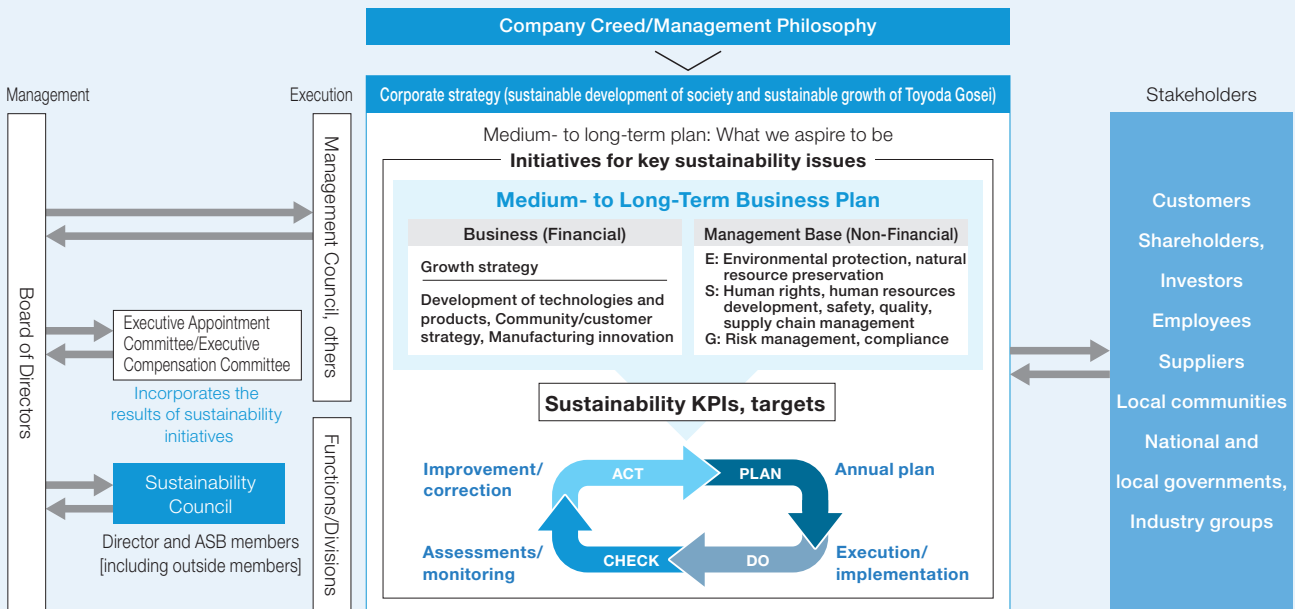 Company Creed/Management Philosophy
Management
Execution
Board of Directors
Management Council, others
Executive Appointment
Committee/Executive
Compensation Committee
Incorporates the
results of sustainability
initiatives
Sustainability
Council
Director and ASB members
[including outside members]
Functions/Divisions
Corporate strategy (sustainable development of society and sustainable growth of Toyoda Gosei)
Medium- to long-term plan: What we aspire to be
Initiatives for key sustainability issues
Medium- to Long-Term Business Plan
Business (Financial)
Growth strategy
Development of technologies and
products, Community/customer
strategy, Manufacturing innovation
Management Base (Non-Financial)
E: Environmental protection, natural
resource preservation
S: Human rights, human resources
development, safety, quality,
supply chain management
G: Risk management, compliance
Sustainability KPIs, targets
Improvement/
correction
ACT
PLAN
Annual plan
Assessments/
monitoring
CHECK
DO
Execution/
implementation
Stakeholders
Customers
Shareholders,
Investors
Employees
Suppliers
Local communities
National and
local governments,
Industry groups